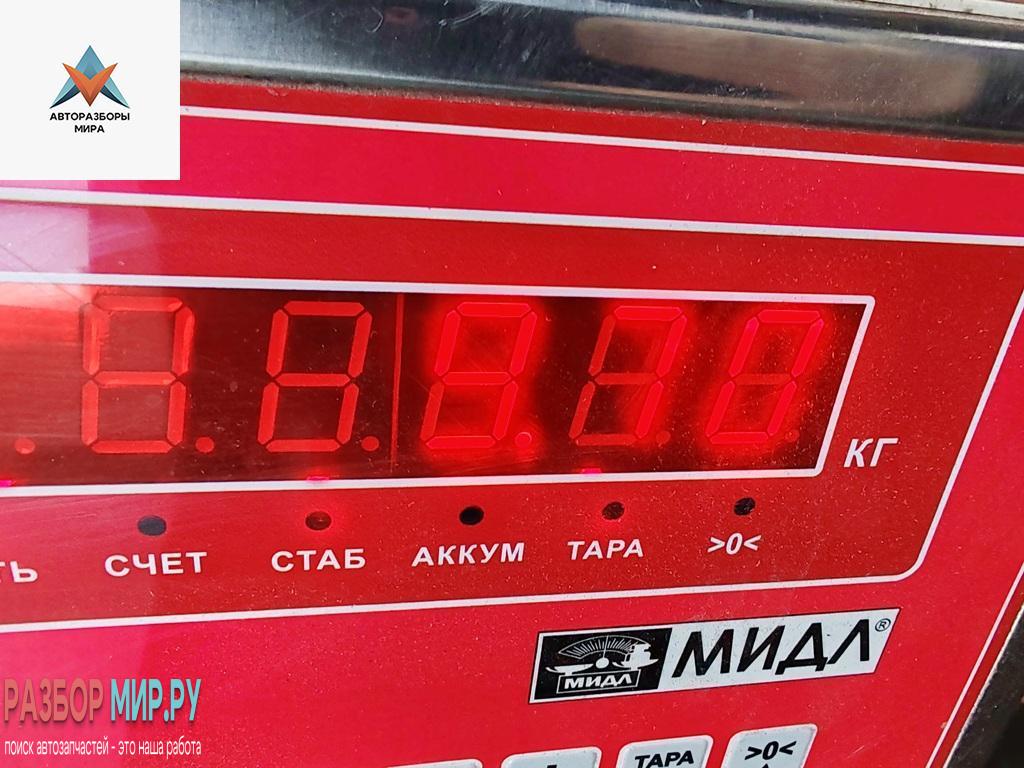 АВТОРАЗБОРЫ
МИРА
КГ
ТЬ СЧЕТ СТАБ АККУМ ТАРА >0<
МИДЛ МИДЛ®
РАЗБОР МИР.РУ
поиск автозапчастей - это наша работа
ТАРА >0<